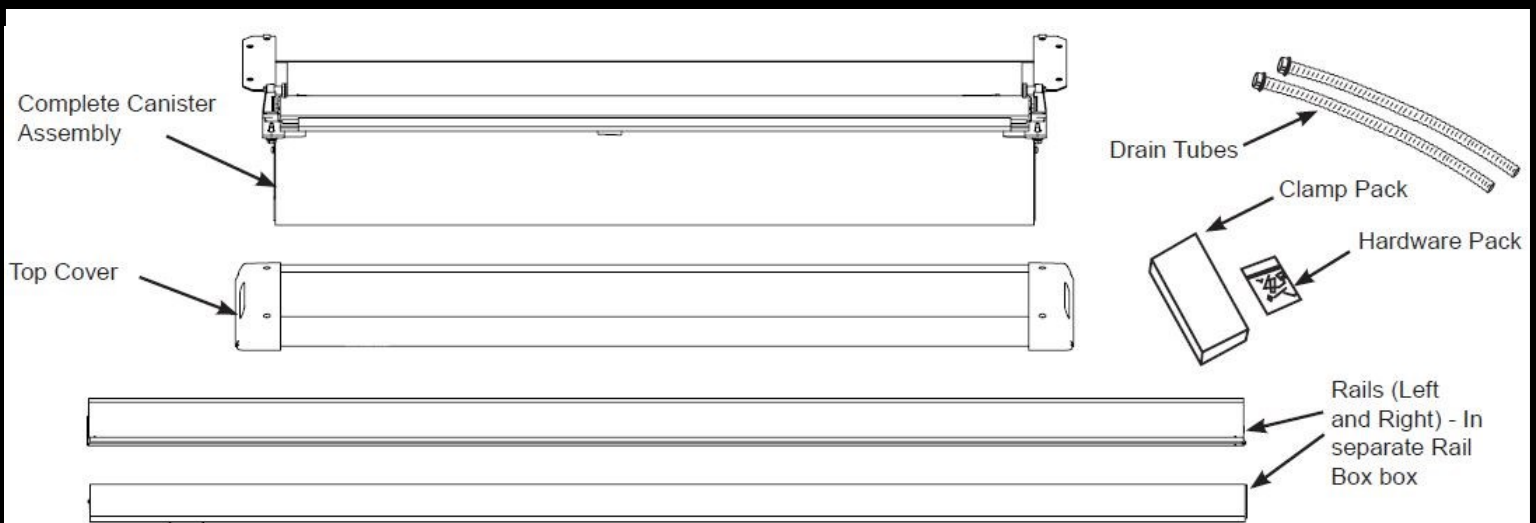 Complete Canister
Assembly
Drain Tubes
Clamp Pack
Hardware Pack
Top Cover
Rails (Left
and Right) - In
separate Rail
Box box